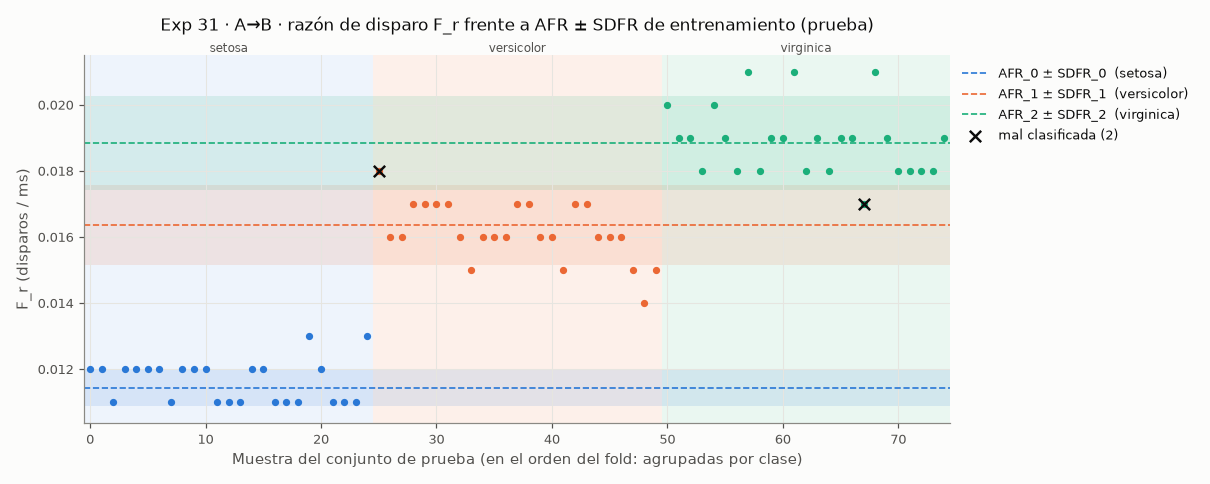 Exp 31 · A→B · razón de disparo F_r frente a AFR ± SDFR de entrenamiento (prueba)
setosa
versicolor
virginica
AFR_0 ± SDFR_0 (setosa)
AFR_1 ± SDFR_1 (versicolor)
AFR_2 ± SDFR_2 (virginica)
mal clasificada (2)
F_r (disparos / ms)
0.020
0.018
0.016
0.014
0.012
0
10
20
30
40
50
60
70
Muestra del conjunto de prueba (en el orden del fold: agrupadas por clase)